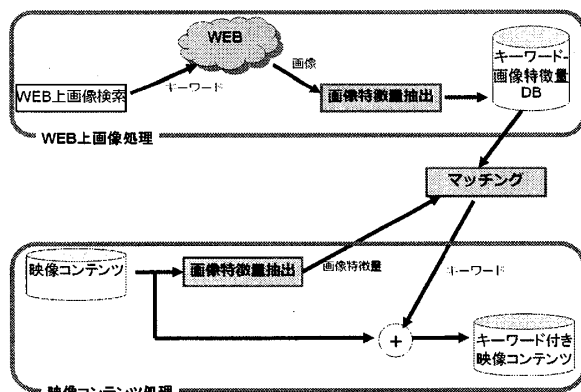 WEB
画像
キーワード-
画像特徴量
DB
WEB上画像検索
キーワード
画像特徴量抽出
WEB上画像処理
マッチング
映像コンテンツ
画像特徴量抽出
画像特徴量
キーワード
+
キーワード付き
映像コンテンツ
映像コンテンツ処理